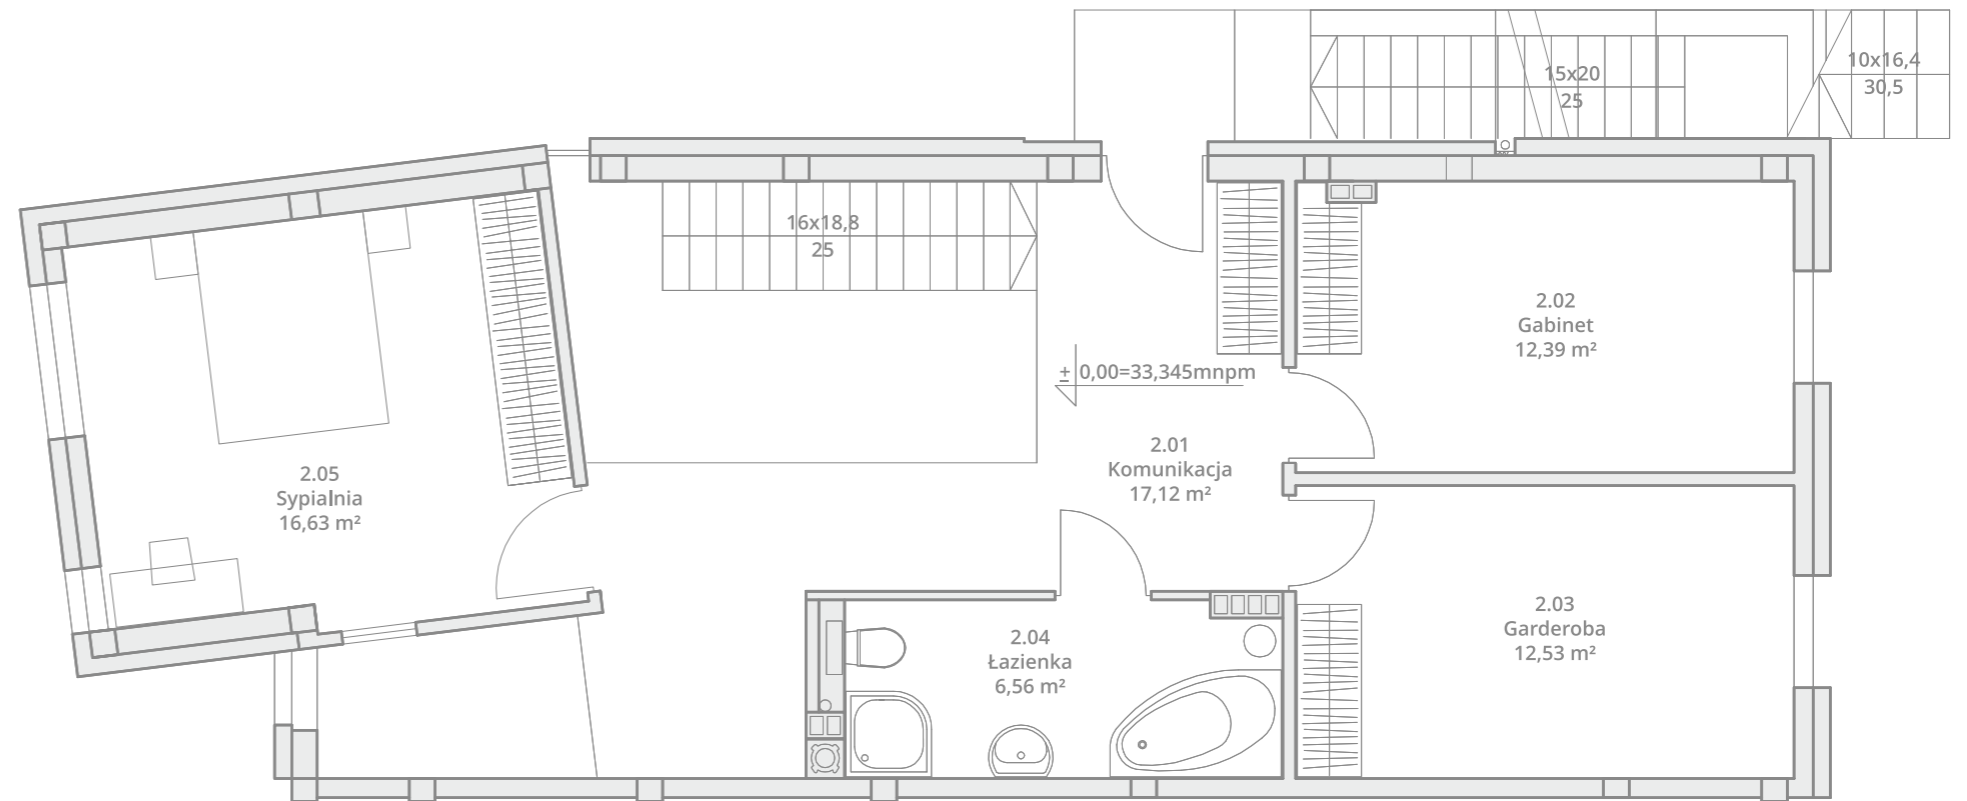 10x16,4
30,5
15x20
25
16x18,8
25
2.02
Gabinet
12,39 m²
± 0,00=33,345mnpm
2.01
Komunikacja
17,12 m²
2.05
Sypialnia
16,63 m²
2.03
Garderoba
12,53 m²
2.04
Łazienka
6,56 m²